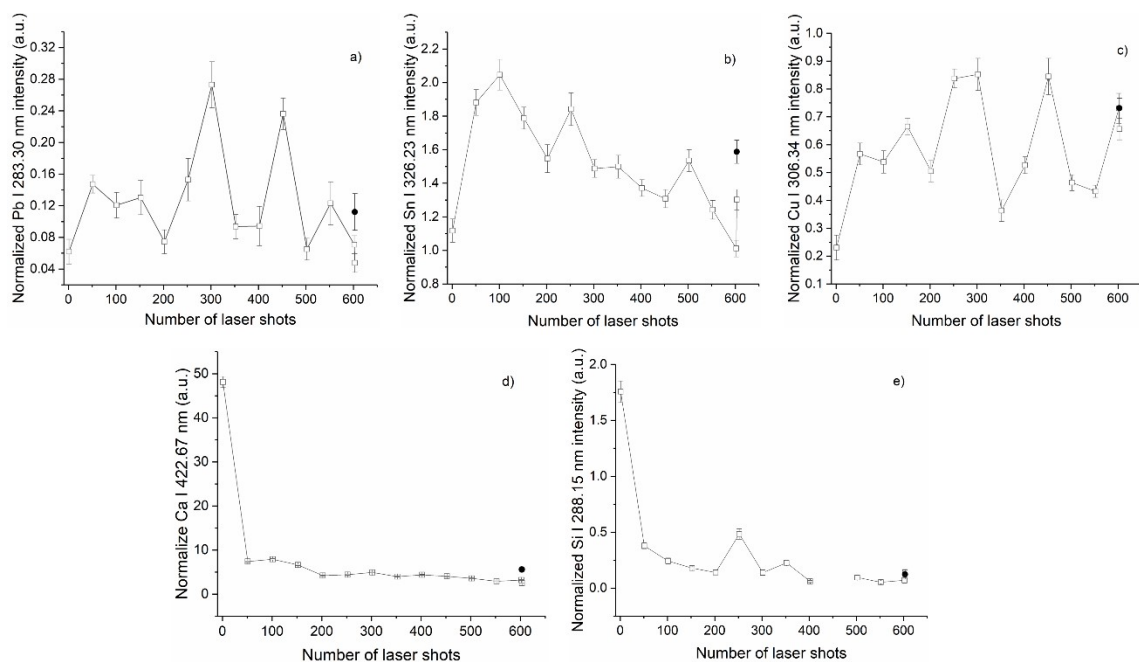 a)
Normalized Pb I 283.30 nm intensity (a.u.)
0.32
0.28
0.24
0.20
0.16
0.12
0.08
0.04
0 100 200 300 400 500 600
Number of laser shots
b)
Normalized Sn I 326.23 nm intensity (a.u.)
2.2
2.0
1.8
1.6
1.4
1.2
1.0
0.8
0 100 200 300 400 500 600
Number of laser shots
c)
Normalized Cu I 306.34 nm intensity (a.u.)
1.0
0.9
0.8
0.7
0.6
0.5
0.4
0.3
0.2
0.1
0 100 200 300 400 500 600
Number of laser shots
d)
Normalize Ca I 422.67 nm (a.u.)
50
40
30
20
10
0
0 100 200 300 400 500 600
Number of laser shots
e)
Normalized Si I 288.15 nm intensity (a.u.)
2.0
1.5
1.0
0.5
0.0
0 100 200 300 400 500 600
Number of laser shots